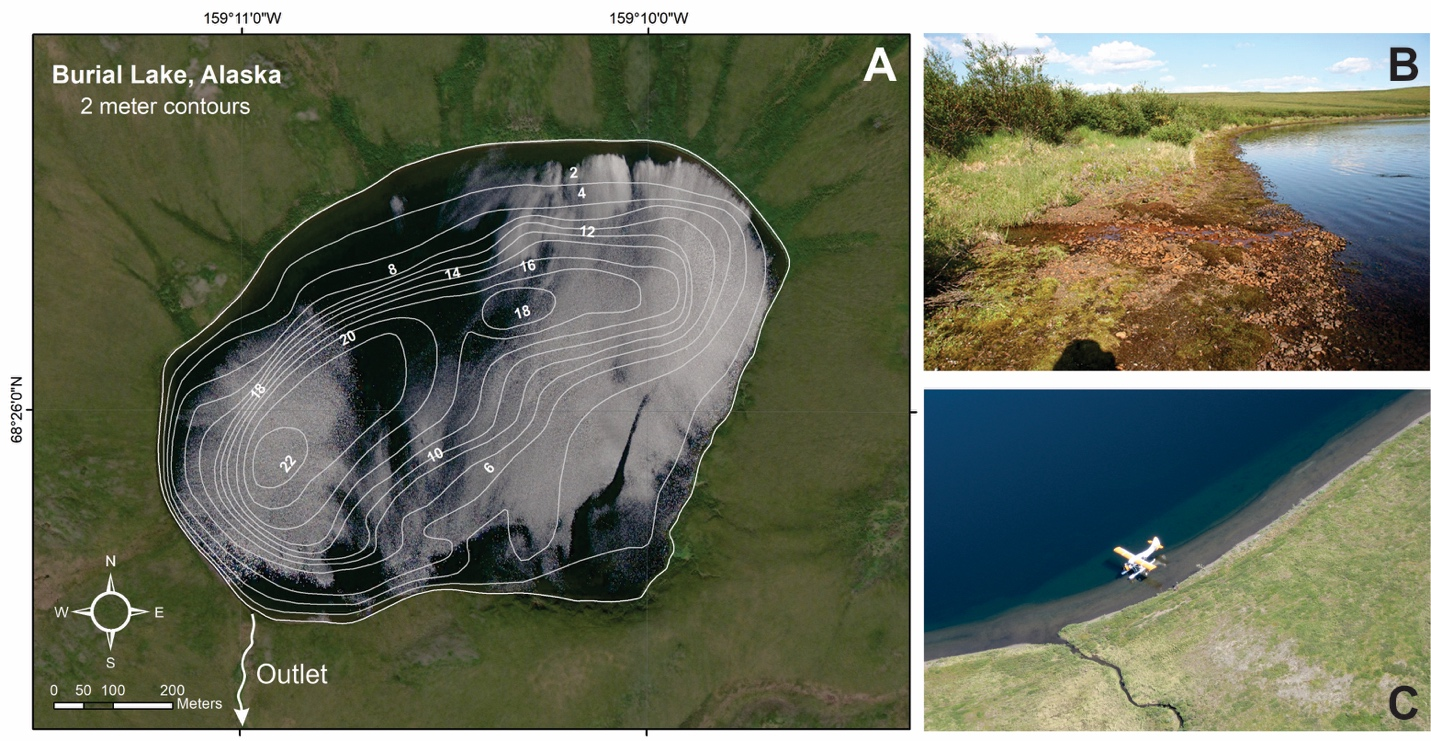 159°11'0"W
159°10'0"W
Burial Lake, Alaska
2 meter contours
A
2
4
12
8
14
16
18
20
18
22
10
6
68°26'0"N
N
W
E
S
0 50 100 200
Meters
Outlet
B
C